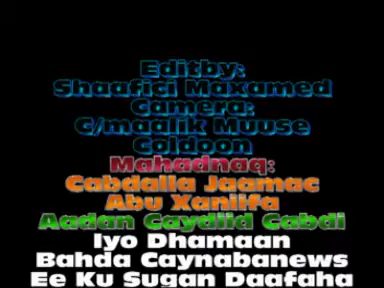 Editby:
Shaafici Maxamed
Camera:
C/maalik Muuse
Coldoon
Mahadnaq:
Cabdalla Jaamac
Abu Xaniifa
Aadan Caydiid Cabdi
Iyo Dhamaan
Bahda Caynabanews
Ee Ku Sugan Daafaha